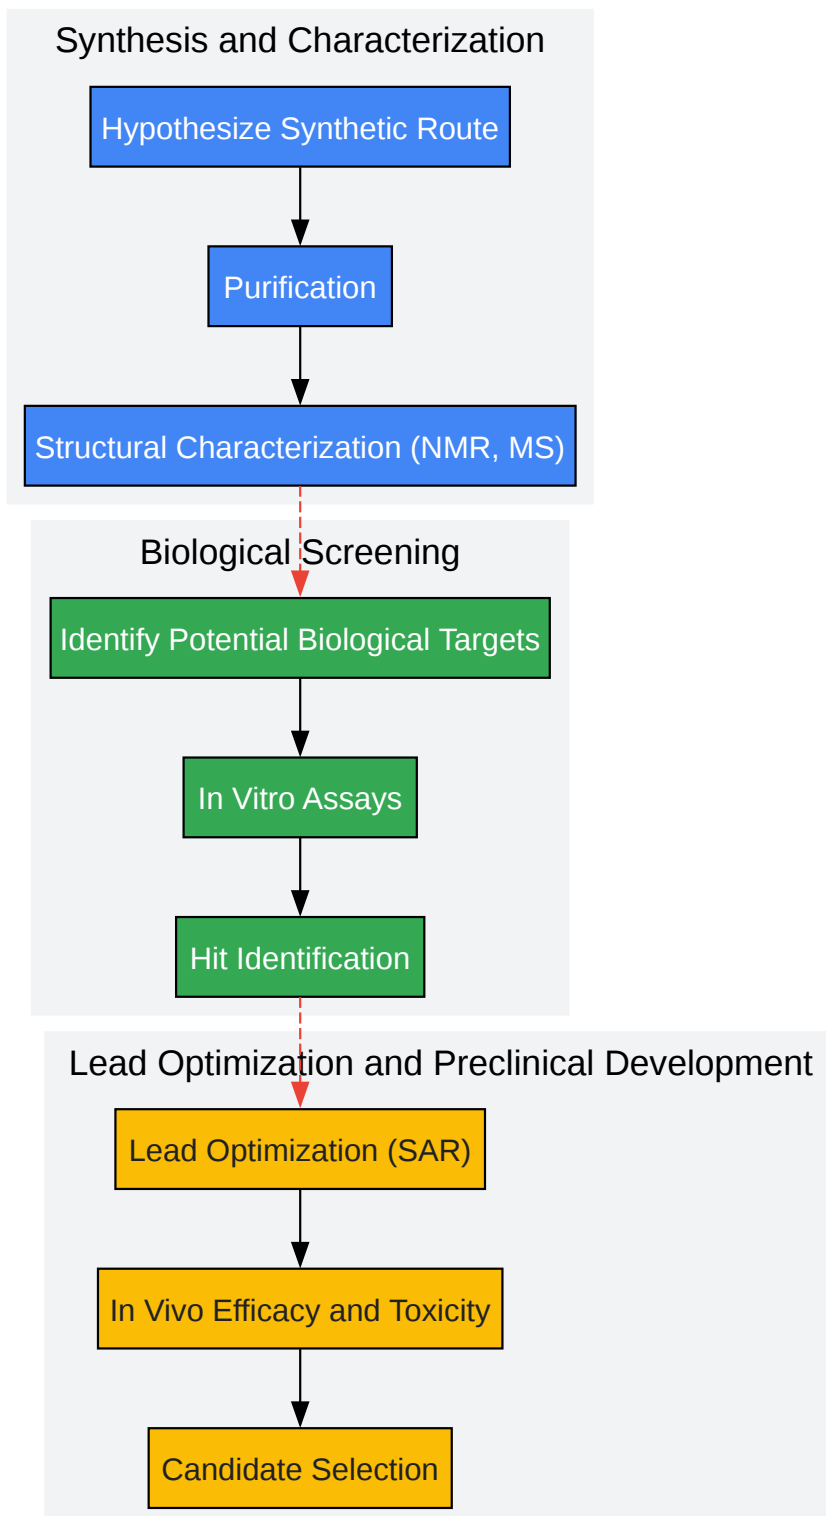 Synthesis and Characterization
Hypothesize Synthetic Route
Purification
Structural Characterization (NMR, MS)
Biological Screening
Identify Potential Biological Targets
In Vitro Assays
Hit Identification
Lead Optimization and Preclinical Development
Lead Optimization (SAR)
In Vivo Efficacy and Toxicity
Candidate Selection